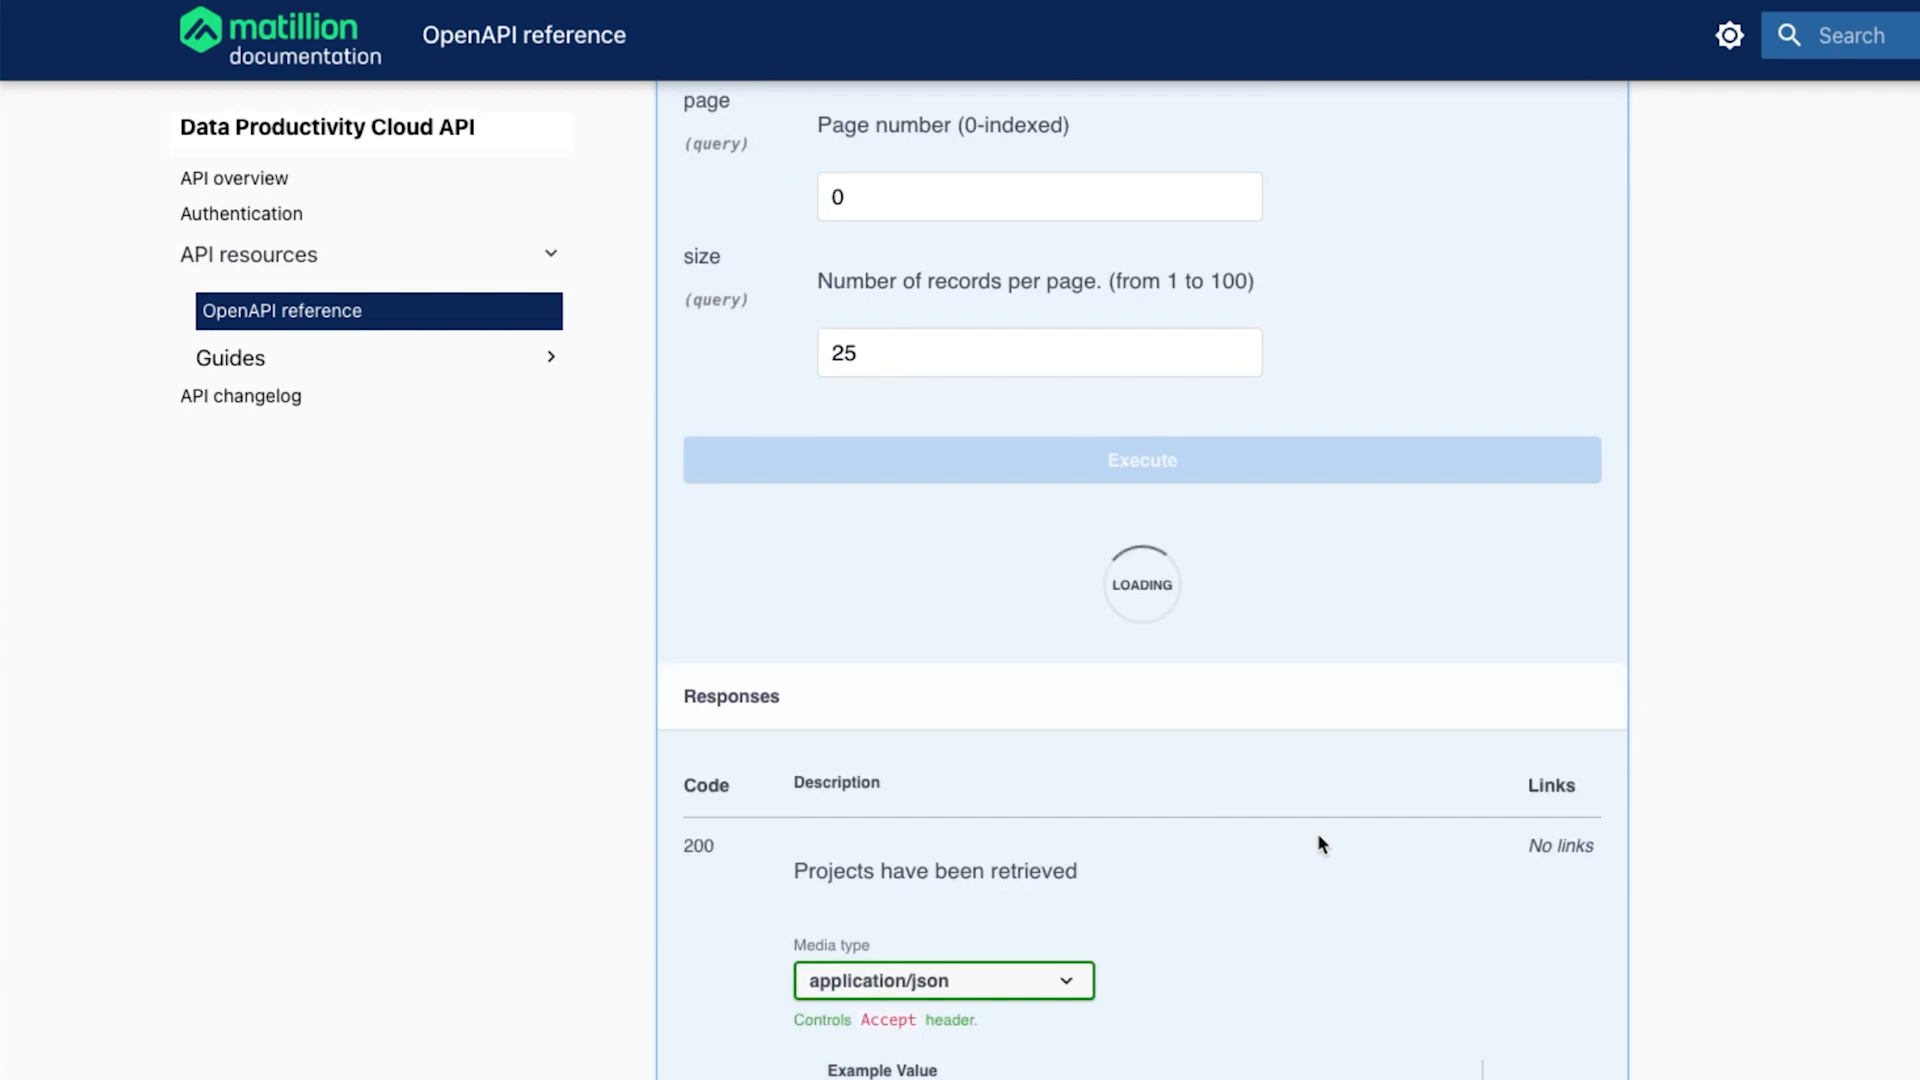 matillion
documentation
OpenAPI reference
Search
Data Productivity Cloud API
API overview
Authentication
API resources
OpenAPI reference
Guides
API changelog
page
(query)
Page number (0-indexed)
0
size
(query)
Number of records per page. (from 1 to 100)
25
Execute
LOADING
Responses
Code Description Links
200 No links
Projects have been retrieved
Media type
application/json
Controls Accept header.
Example Value